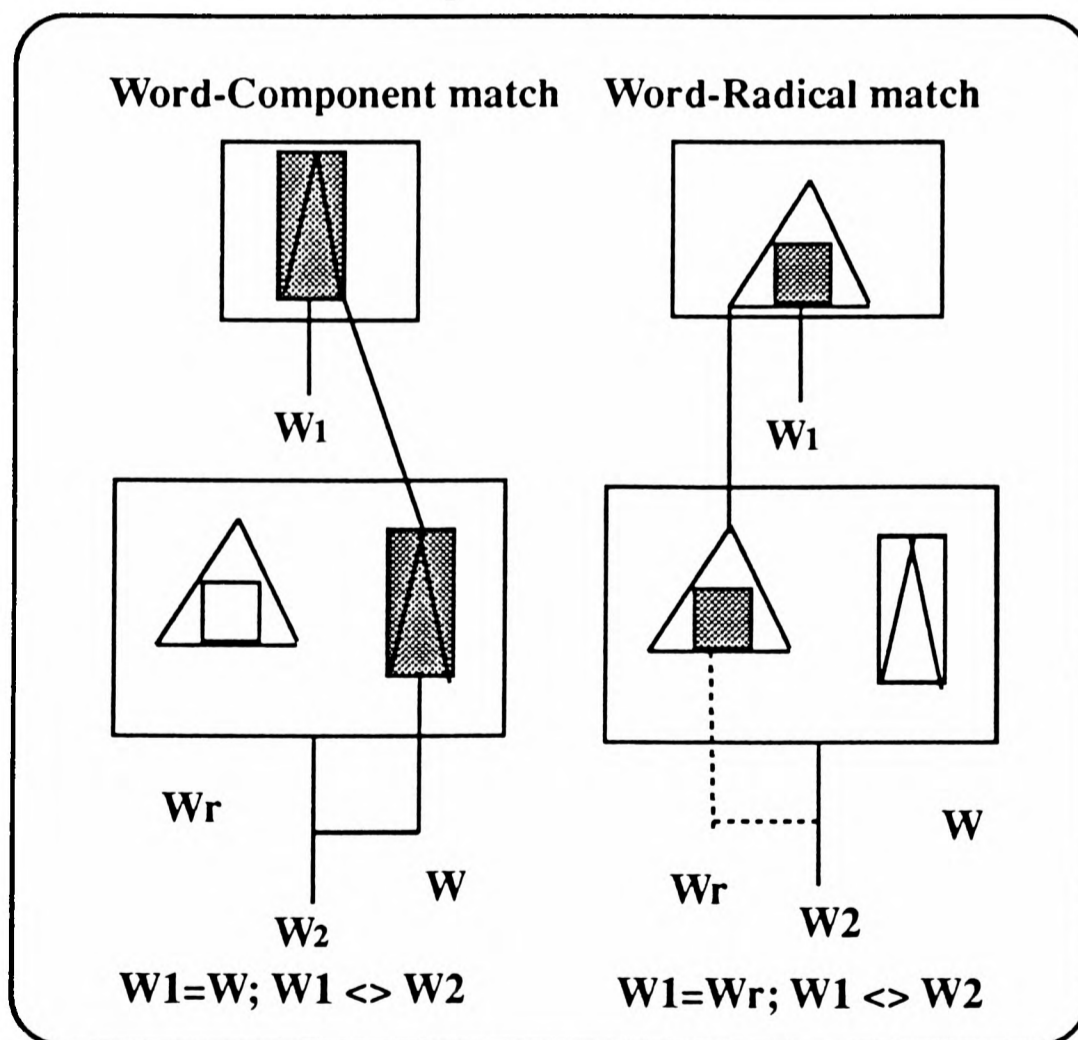 Word-Component match
Word-Radical match
W1
W1
Wr
W
W2
Wr
W
W2
W1=W; W1 <> W2
W1=Wr; W1 <> W2